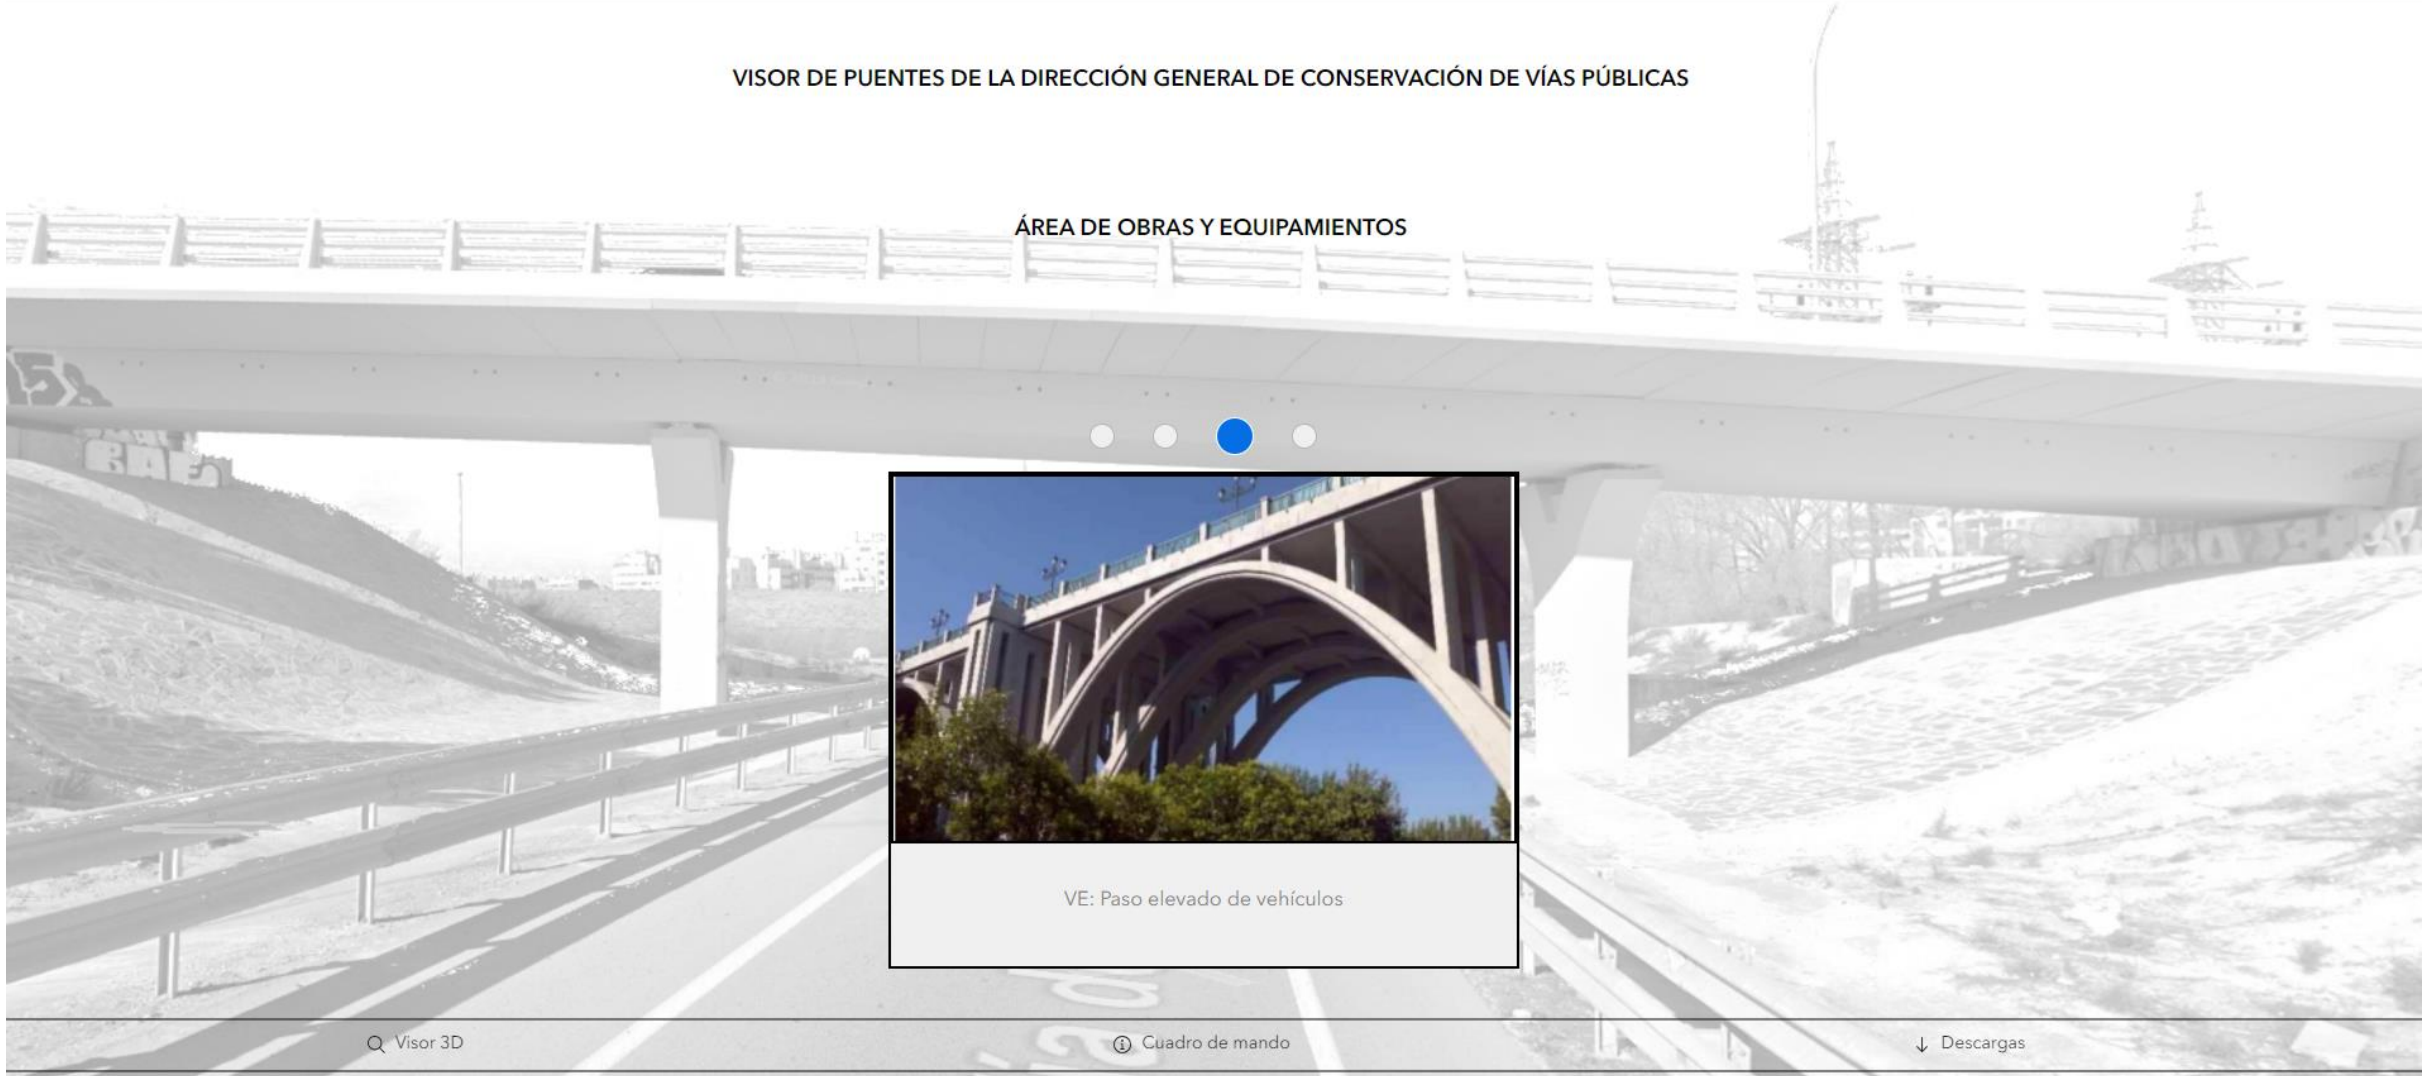 VISOR DE PUENTES DE LA DIRECCIÓN GENERAL DE CONSERVACIÓN DE VÍAS PÚBLICAS
ÁREA DE OBRAS Y EQUIPAMIENTOS
VE: Paso elevado de vehículos
Visor 3D
Cuadro de mando
Descargas